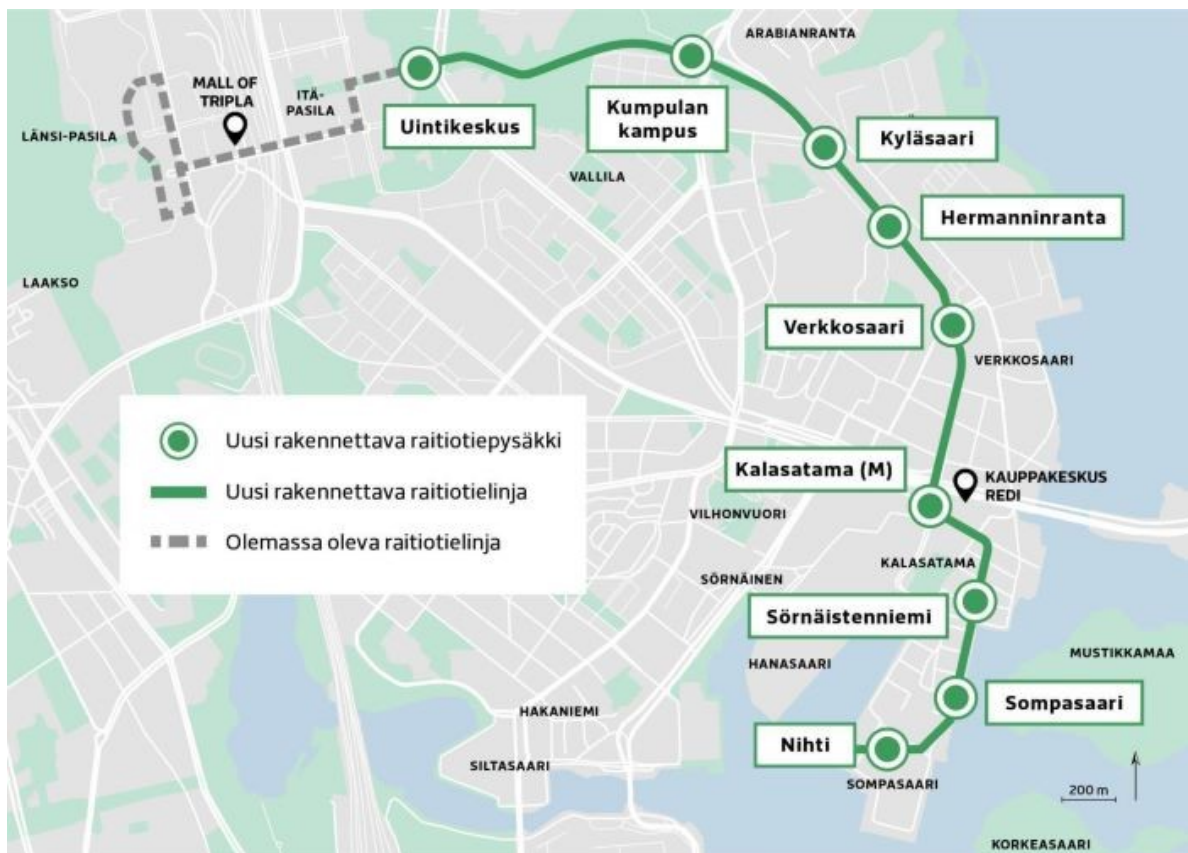 ARABIANRANTA
MALL OF
TRIPLA
ITÄ-
PASILA
LÄNSI-PASILA
Uintikeskus
Kumpulan
kampus
Kyläsaari
VALLILA
Hermanninranta
LAAKSO
Verkkosaari
VERKKOSAARI
Uusi rakennettava raitiotiepysäkki
Uusi rakennettava raitiotielinja
Olemassa oleva raitiotielinja
Kalasatama (M)
KAUPPAKESKUS
REDI
VILHONVUORI
KALASATAMA
SÖRNÄINEN
Sörnäistenniemi
HANASAARI
MUSTIKKAMAA
Sompasaari
HAKANIEMI
Nihti
SILTASAARI
SOMPASAARI
200 m
KORKEASAARI